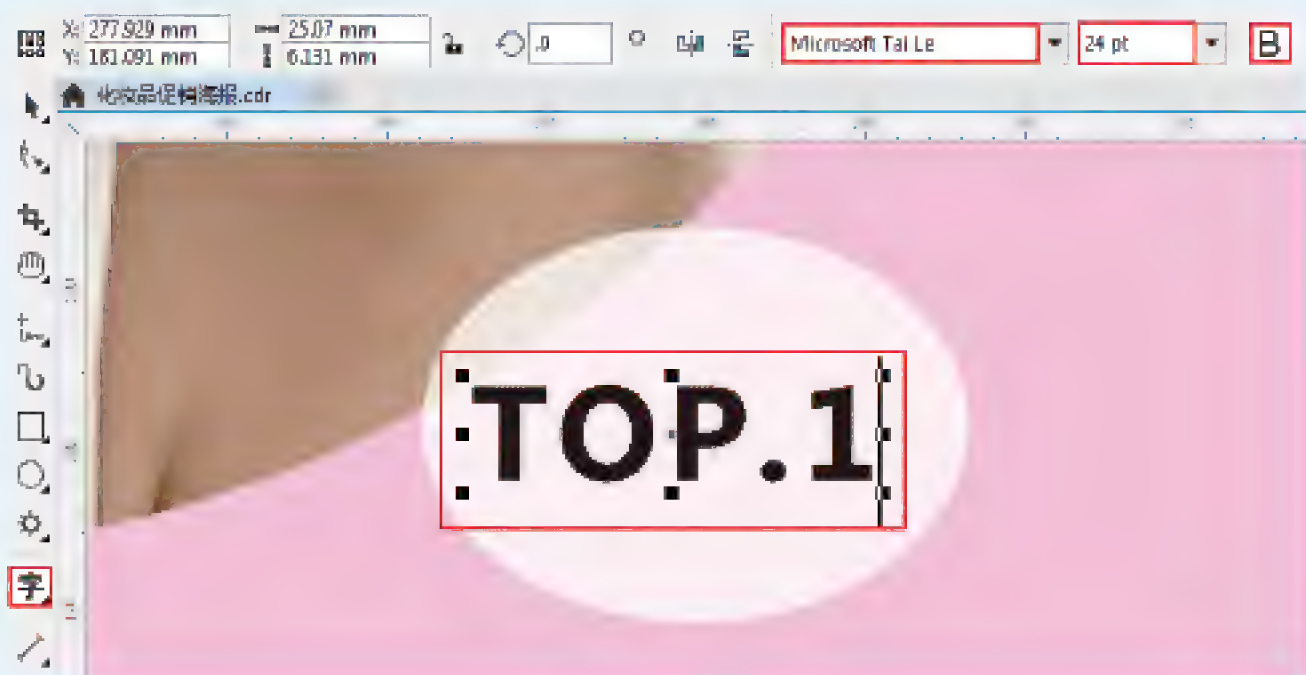 X: 277.929 mm
25.07 mm
.0
Microsoft Tai Le
24 pt
B
Y: 181.091 mm
6.131 mm
化妆品促销海报.cdr
TOP.1
字